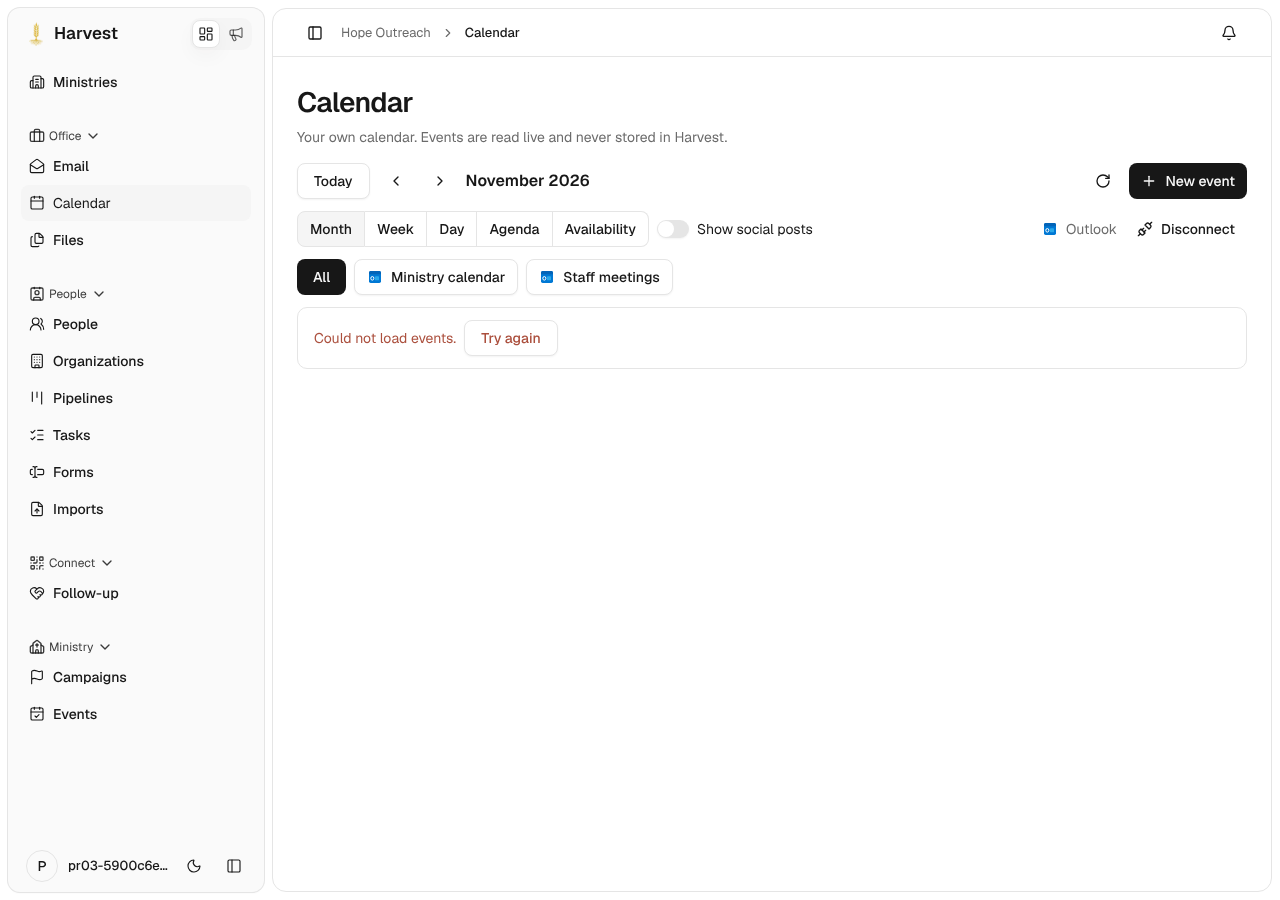 Harvest
Ministries
Office
Email
Calendar
Files
People
People
Organizations
Pipelines
Tasks
Forms
Imports
Connect
Follow-up
Ministry
Campaigns
Events
P pr03-5900c6e…
Hope Outreach > Calendar
Calendar
Your own calendar. Events are read live and never stored in Harvest.
Today November 2026 New event
Month Week Day Agenda Availability Show social posts Outlook Disconnect
All Ministry calendar Staff meetings
Could not load events. Try again